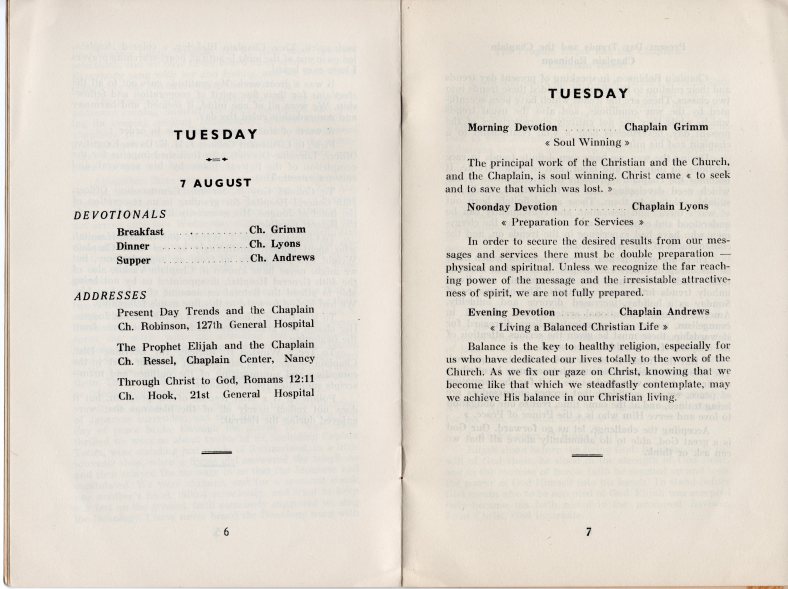 TUESDAY
7 AUGUST
DEVOTIONALS
Breakfast . . . . . . . . . . . Ch. Grimm
Dinner . . . . . . . . . . . . . . Ch. Lyons
Supper . . . . . . . . . . . . . . Ch. Andrews
ADDRESSES
Present Day Trends and the Chaplain
Ch. Robinson, 127th General Hospital
The Prophet Elijah and the Chaplain
Ch. Ressel, Chaplain Center, Nancy
Through Christ to God, Romans 12:11
Ch. Hook, 21st General Hospital
6
TUESDAY
Morning Devotion . . . . . . . . . . Chaplain Grimm
« Soul Winning »
The principal work of the Christian and the Church,
and the Chaplain, is soul winning. Christ came « to seek
and to save that which was lost. »
Noonday Devotion . . . . . . . . . . . . Chaplain Lyons
« Preparation for Services »
In order to secure the desired results from our mes-
sages and services there must be double preparation —
physical and spiritual. Unless we recognize the far reach-
ing power of the message and the irresistable attractive-
ness of spirit, we are not fully prepared.
Evening Devotion . . . . . . . . . . . Chaplain Andrews
« Living a Balanced Christian Life »
Balance is the key to healthy religion, especially for
us who have dedicated our lives totally to the work of the
Church. As we fix our gaze on Christ, knowing that we
become like that which we steadfastly contemplate, may
we achieve His balance in our Christian living.
7